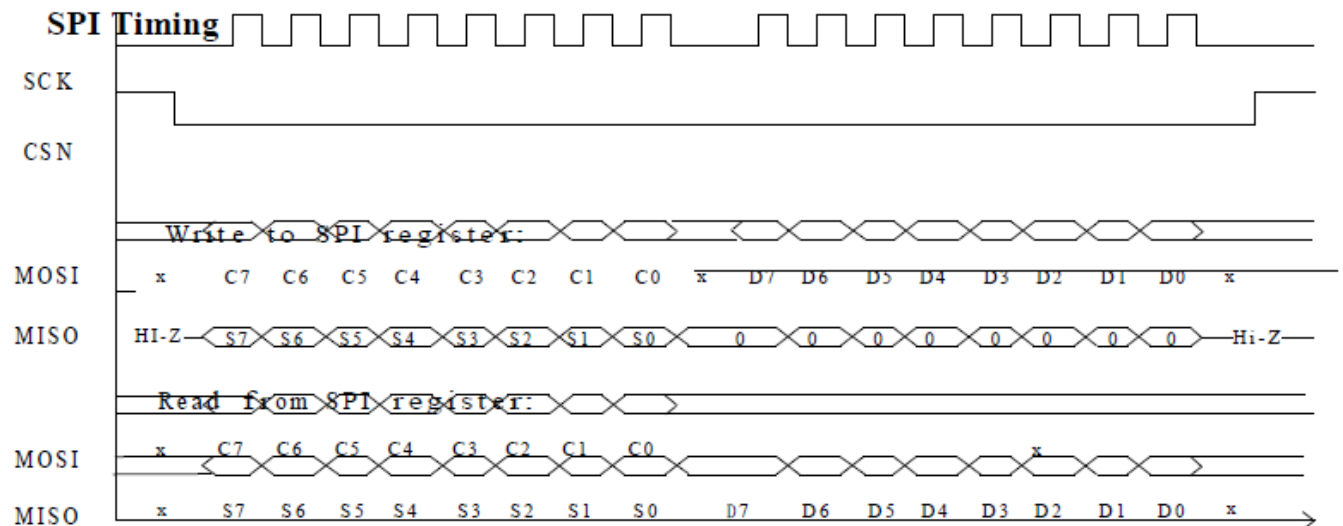 SPI Timing
SCK
CSN
Write to SPI register:
MOSI x C7 C6 C5 C4 C3 C2 C1 C0 x D7 D6 D5 D4 D3 D2 D1 D0 x
MISO HI-Z S7 S6 S5 S4 S3 S2 S1 S0 0 0 0 0 0 0 0 0 Hi-Z
Read from SPI register:
MOSI x C7 C6 C5 C4 C3 C2 C1 C0 x
MISO x S7 S6 S5 S4 S3 S2 S1 S0 D7 D6 D5 D4 D3 D2 D1 D0 x